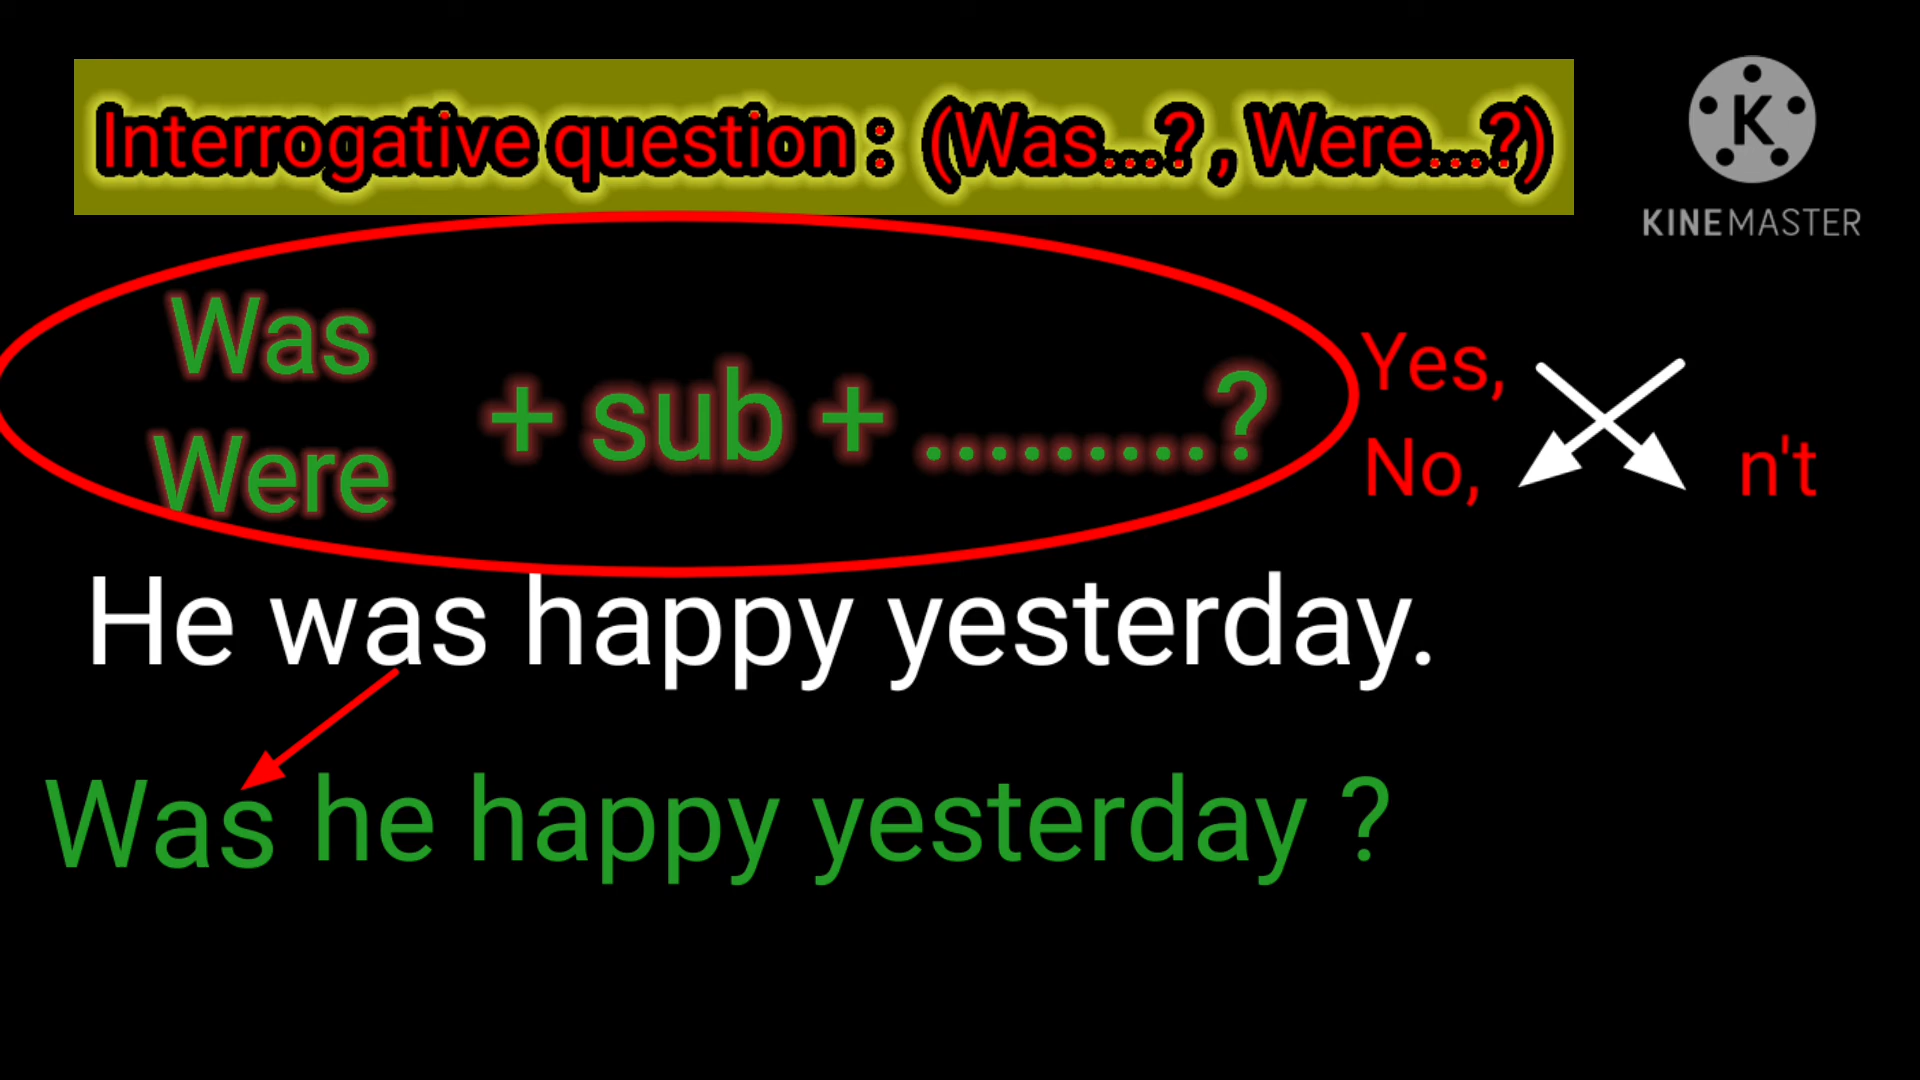 Interrogative question : (Was...? , Were...?)
KINEMASTER
Was
Were
+ sub + .........?
Yes,
No, n't
He was happy yesterday.
Was he happy yesterday ?